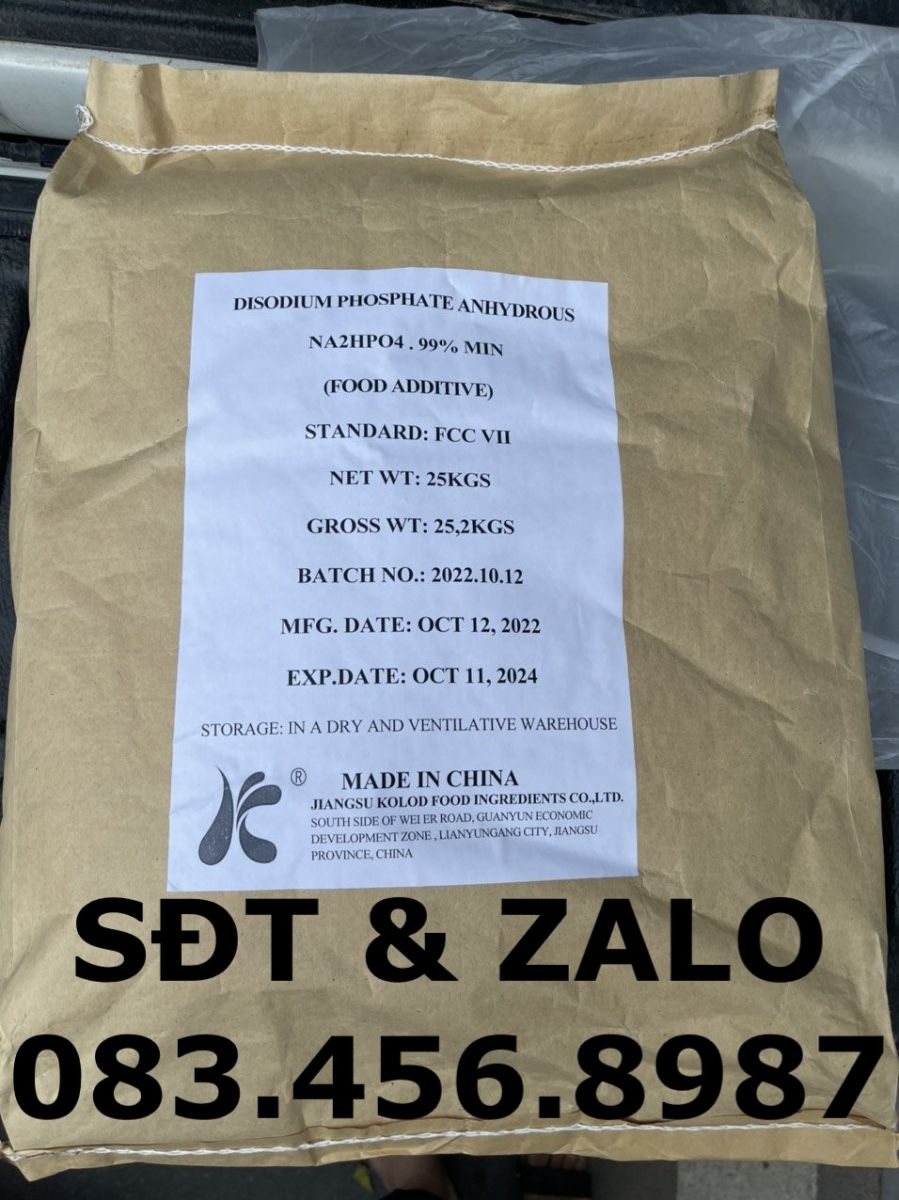 DISODIUM PHOSPHATE ANHYDROUS
NA2HPO4 . 99% MIN
(FOOD ADDITIVE)
STANDARD: FCC VII
NET WT: 25KGS
GROSS WT: 25,2KGS
BATCH NO.: 2022.10.12
MFG. DATE: OCT 12, 2022
EXP.DATE: OCT 11, 2024
STORAGE: IN A DRY AND VENTILATIVE WAREHOUSE
® MADE IN CHINA
JIANGSU KOLOD FOOD INGREDIENTS CO.,LTD.
SOUTH SIDE OF WEI ER ROAD, GUANYUN ECONOMIC
DEVELOPMENT ZONE , LIANYUNGANG CITY, JIANGSU
PROVINCE, CHINA
SĐT & ZALO
083.456.8987